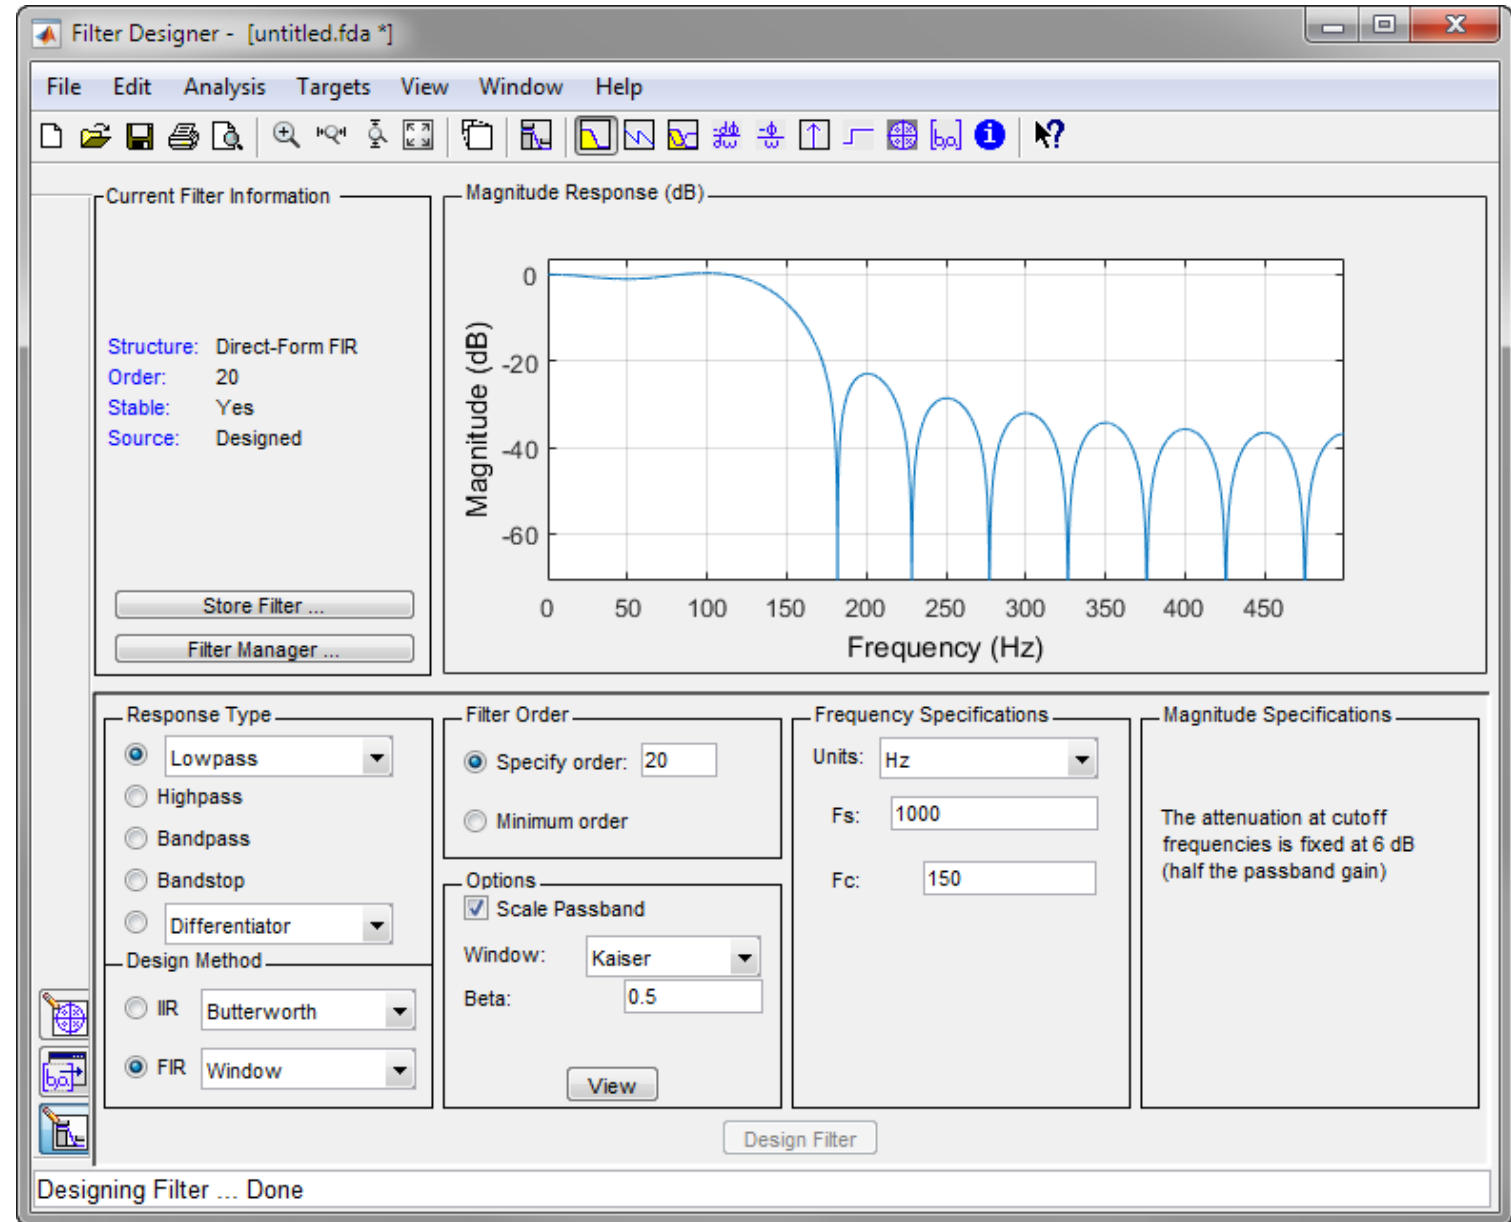 Filter Designer - [untitled.fda *]
File Edit Analysis Targets View Window Help
Current Filter Information
Structure: Direct-Form FIR
Order: 20
Stable: Yes
Source: Designed
Store Filter ...
Filter Manager ...
Magnitude Response (dB)
Magnitude (dB)
0
-20
-40
-60
0 50 100 150 200 250 300 350 400 450
Frequency (Hz)
Response Type
Lowpass
Highpass
Bandpass
Bandstop
Differentiator
Design Method
IIR Butterworth
FIR Window
Filter Order
Specify order: 20
Minimum order
Options
Scale Passband
Window: Kaiser
Beta: 0.5
View
Frequency Specifications
Units: Hz
Fs: 1000
Fc: 150
Magnitude Specifications
The attenuation at cutoff
frequencies is fixed at 6 dB
(half the passband gain)
Design Filter
Designing Filter ... Done